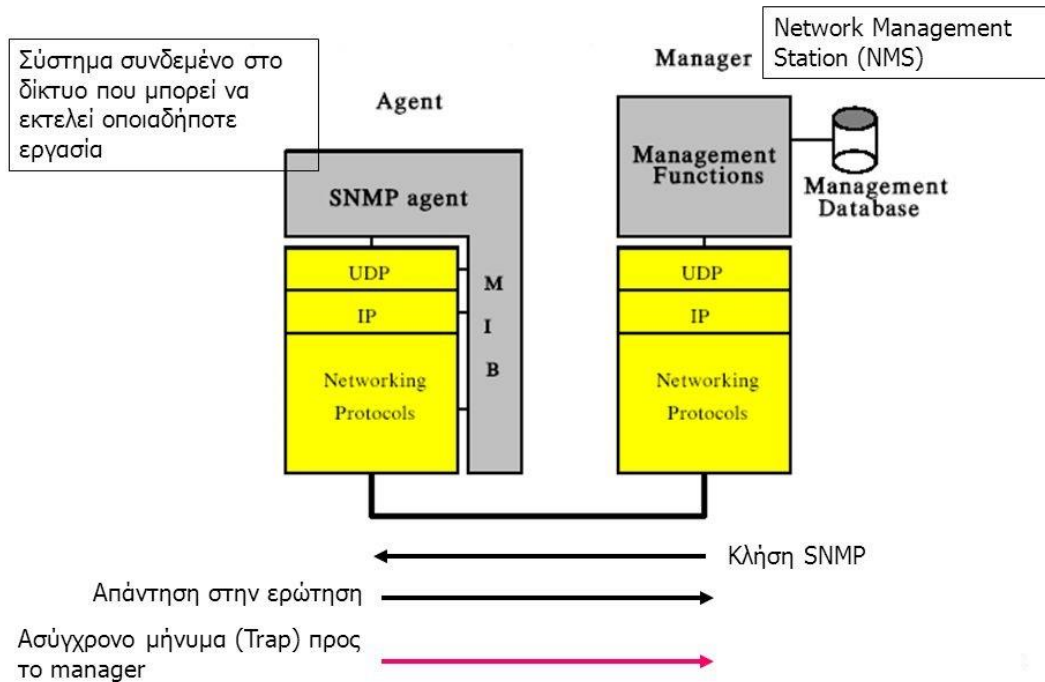 Σύστημα συνδεμένο στο
δίκτυο που μπορεί να
εκτελεί οποιαδήποτε
εργασία
Agent
Manager
Network Management
Station (NMS)
SNMP agent
M
I
B
UDP
IP
Networking
Protocols
Management
Functions
Management
Database
UDP
IP
Networking
Protocols
Κλήση SNMP
Απάντηση στην ερώτηση
Ασύγχρονο μήνυμα (Trap) προς
το manager